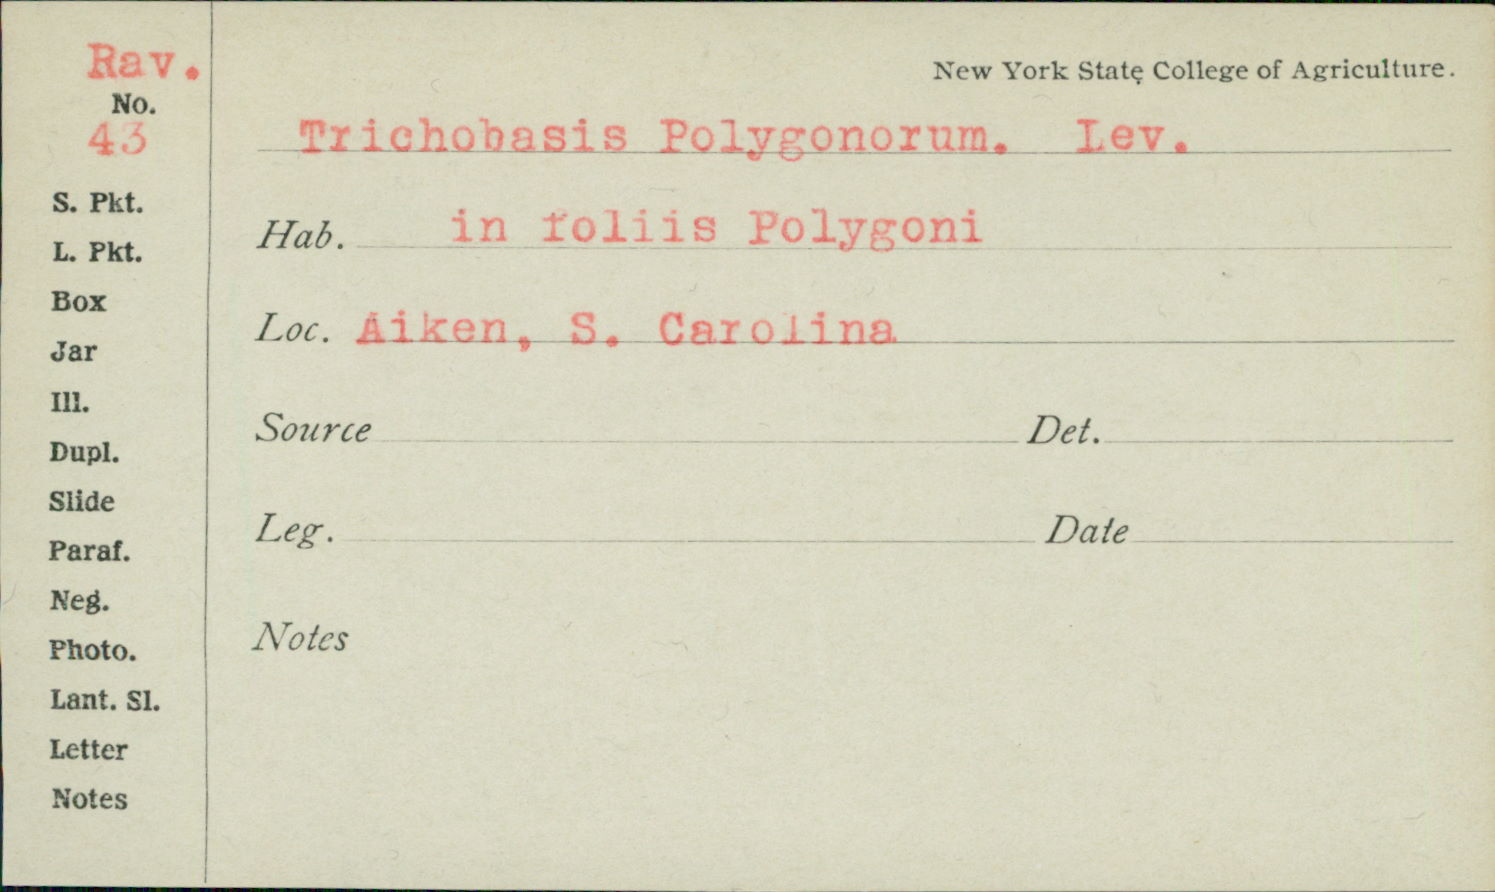 Rav.
No.
43
S. Pkt.
L. Pkt.
Box
Jar
Ill.
Dupl.
Slide
Paraf.
Neg.
Photo.
Lant. Sl.
Letter
Notes
New York State College of Agriculture.
Trichobasis Polygonorum. Lev.
Hab. in foliis Polygoni
Loc. Aiken, S. Carolina
Source Det.
Leg. Date
Notes